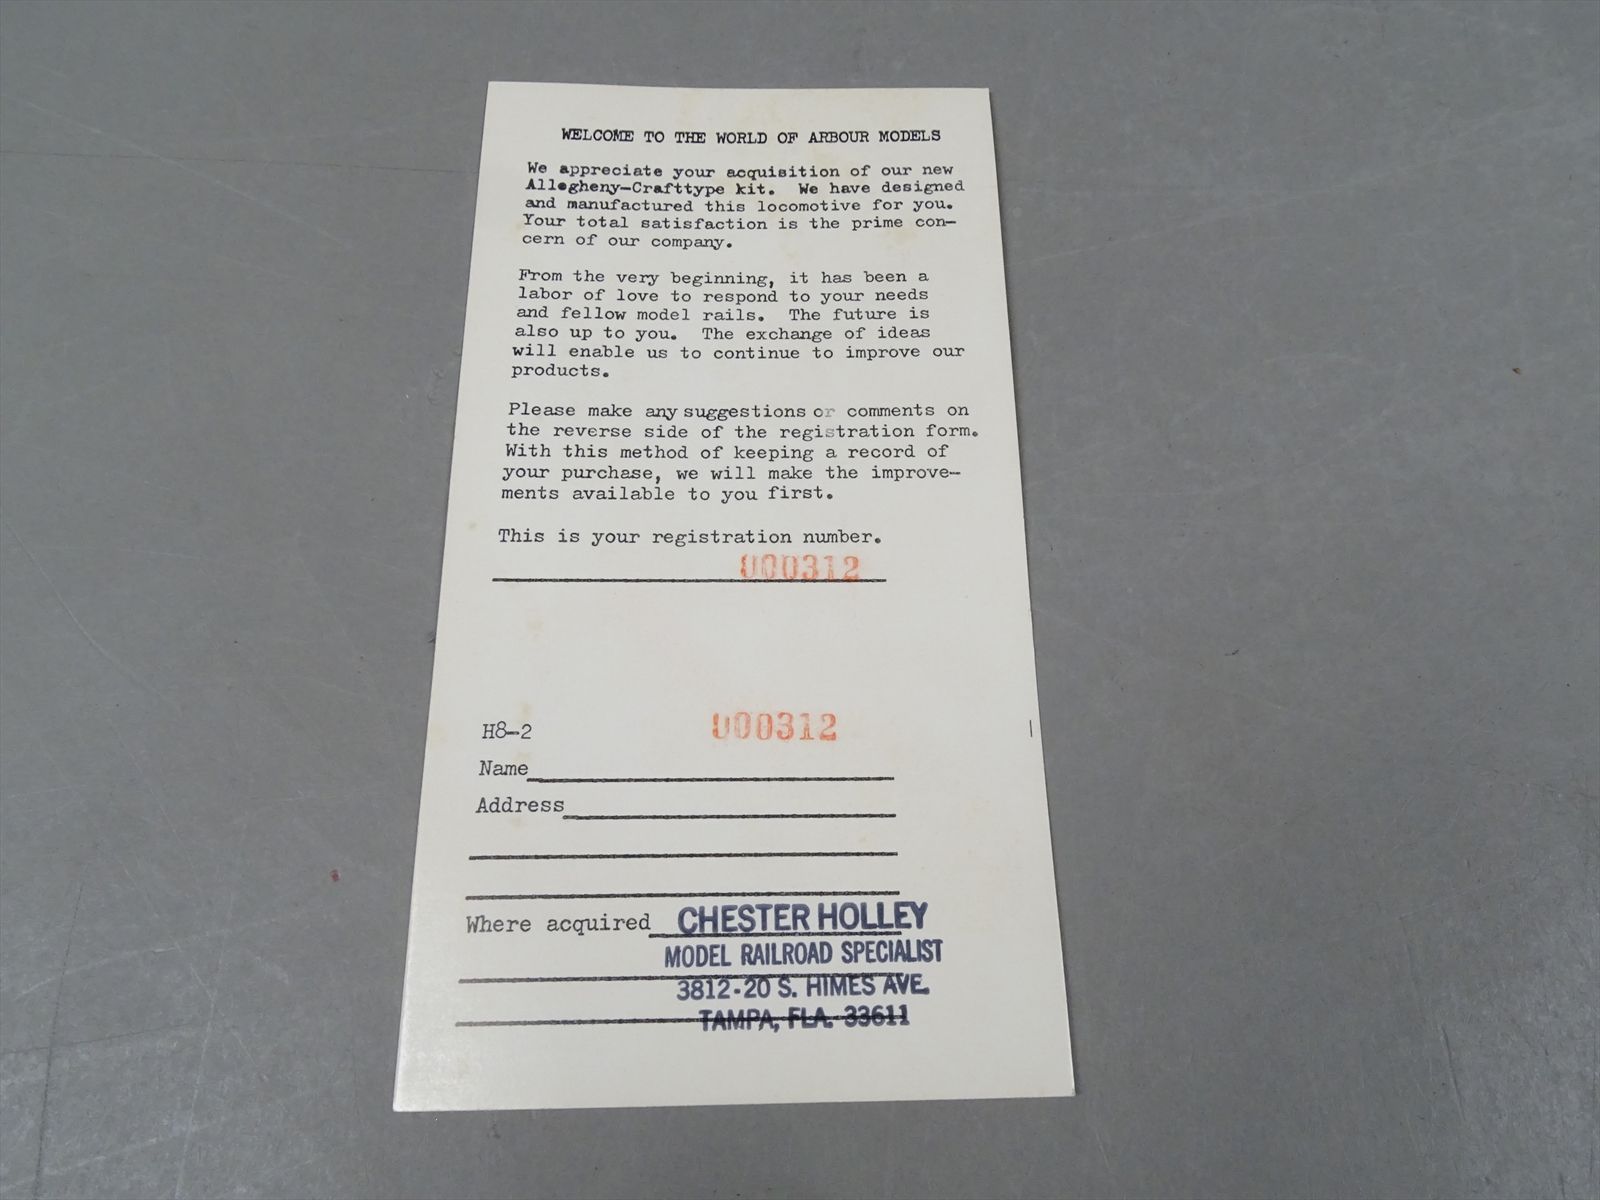 WELCOME TO THE WORLD OF ARBOUR MODELS
We appreciate your acquisition of our new
Allegheny-Crafttype kit. We have designed
and manufactured this locomotive for you.
Your total satisfaction is the prime con-
cern of our company.
From the very beginning, it has been a
labor of love to respond to your needs
and fellow model rails. The future is
also up to you. The exchange of ideas
will enable us to continue to improve our
products.
Please make any suggestions or comments on
the reverse side of the registration form.
With this method of keeping a record of
your purchase, we will make the improve-
ments available to you first.
This is your registration number.
000312
H8-2 000312
Name
Address
Where acquired CHESTER HOLLEY
MODEL RAILROAD SPECIALIST
3812-20 S. HIMES AVE.
TAMPA, FLA. 33611